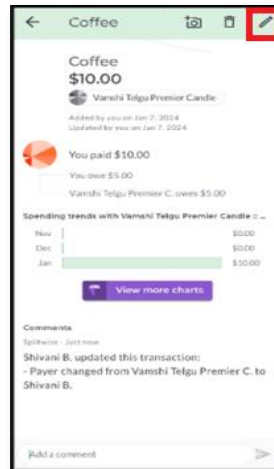 Coffee
Coffee
$10.00
Vamshi Telgu Premier Candle
Added by you on Jan 7, 2024
Updated by you on Jan 7, 2024
You paid $10.00
You owe $5.00
Vamshi Telgu Premier C. owes $5.00
Spending trends with Vamshi Telgu Premier Candle :: ...
Nov $0.00
Dec $0.00
Jan $10.00
View more charts
Comments
Splitwise - Just now
Shivani B. updated this transaction:
- Payer changed from Vamshi Telgu Premier C. to
Shivani B.
Add a comment